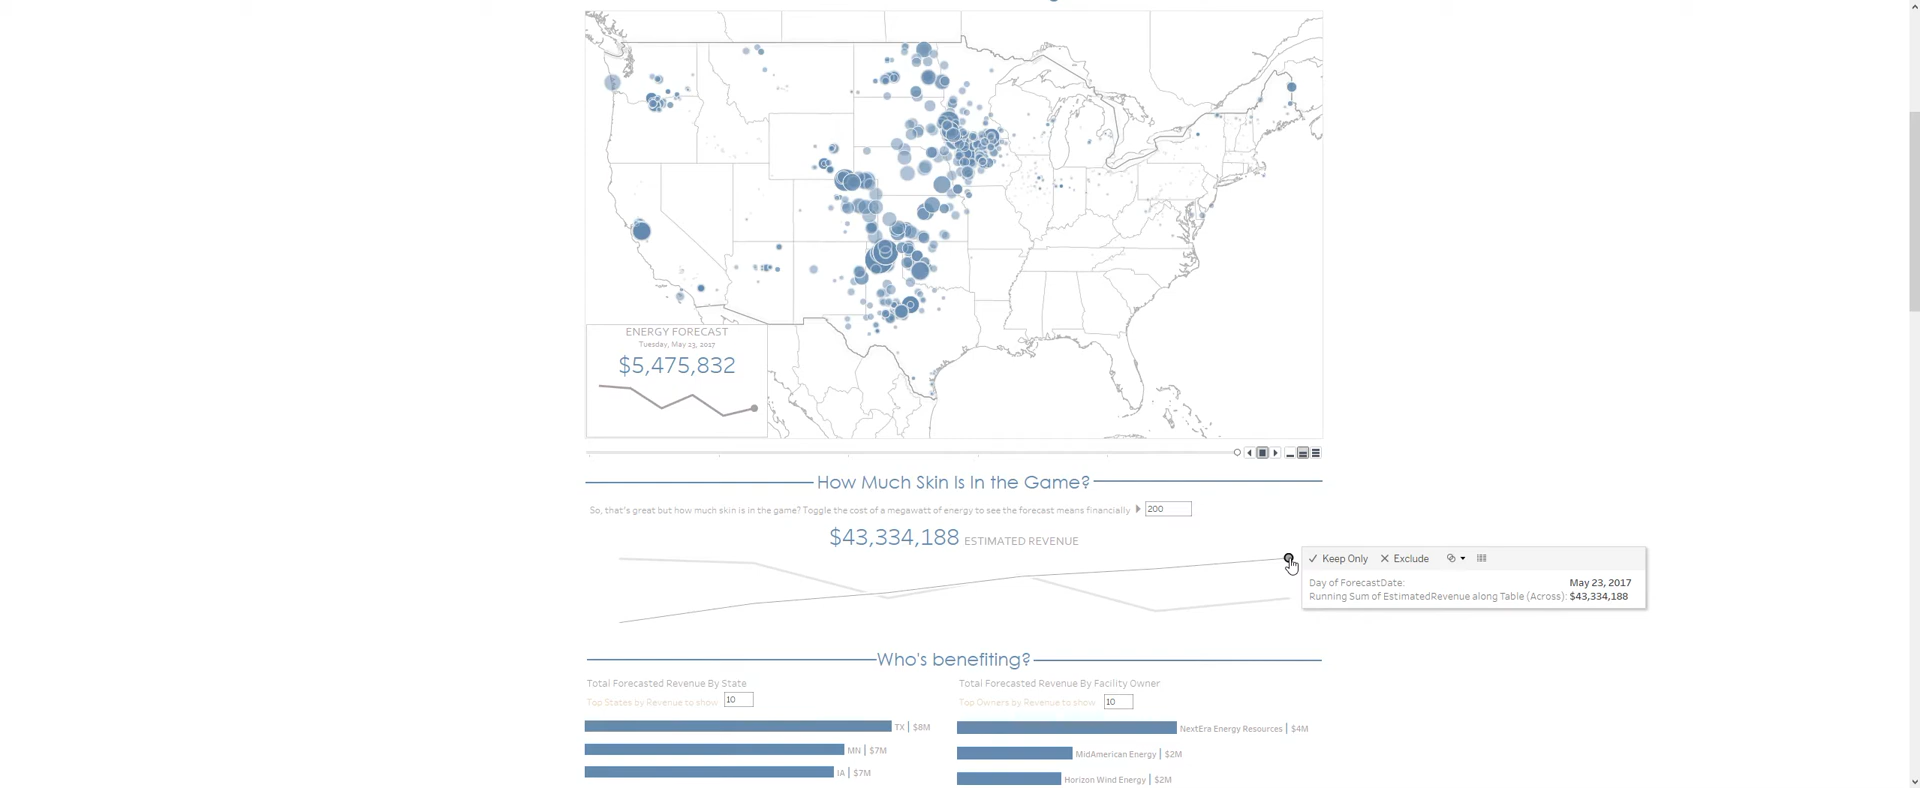 ENERGY FORECAST
Tuesday, May 23, 2017
$5,475,832
How Much Skin Is In the Game?
So, that's great but how much skin is in the game? Toggle the cost of a megawatt of energy to see the forecast means financially
200
$43,334,188 ESTIMATED REVENUE
Keep Only
Exclude
Day of ForecastDate: May 23, 2017
Running Sum of EstimatedRevenue along Table (Across): $43,334,188
Who's benefiting?
Total Forecasted Revenue By State
Top States by Revenue to show 10
TX | $8M
MN | $7M
IA | $7M
Total Forecasted Revenue By Facility Owner
Top Owners by Revenue to show 10
NextEra Energy Resources | $4M
MidAmerican Energy | $2M
Horizon Wind Energy | $2M